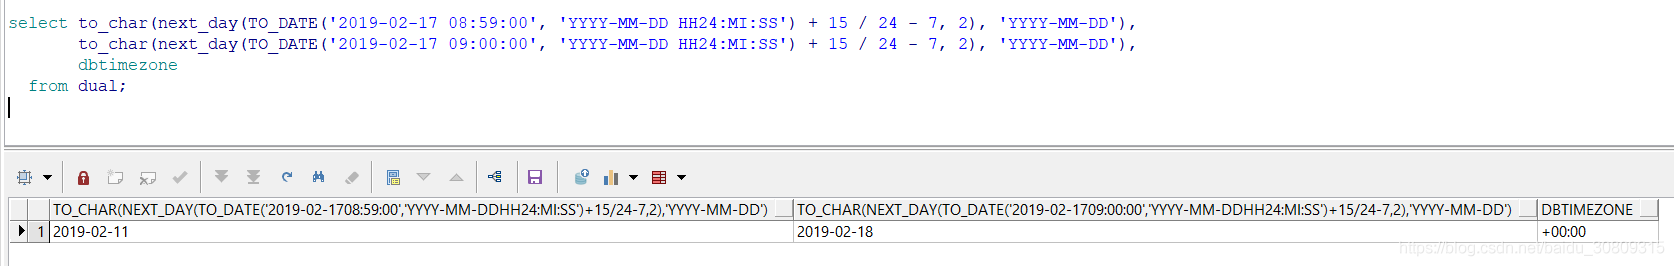 select to_char(next_day(TO_DATE('2019-02-17 08:59:00', 'YYYY-MM-DD HH24:MI:SS') + 15 / 24 - 7, 2), 'YYYY-MM-DD'),
to_char(next_day(TO_DATE('2019-02-17 09:00:00', 'YYYY-MM-DD HH24:MI:SS') + 15 / 24 - 7, 2), 'YYYY-MM-DD'),
dbtimezone
from dual;
TO_CHAR(NEXT_DAY(TO_DATE('2019-02-1708:59:00','YYYY-MM-DDHH24:MI:SS')+15/24-7,2),'YYYY-MM-DD') TO_CHAR(NEXT_DAY(TO_DATE('2019-02-1709:00:00','YYYY-MM-DDHH24:MI:SS')+15/24-7,2),'YYYY-MM-DD') DBTIMEZONE
1 2019-02-11 2019-02-18 +00:00
https://blog.csdn.net/baidu_30809315